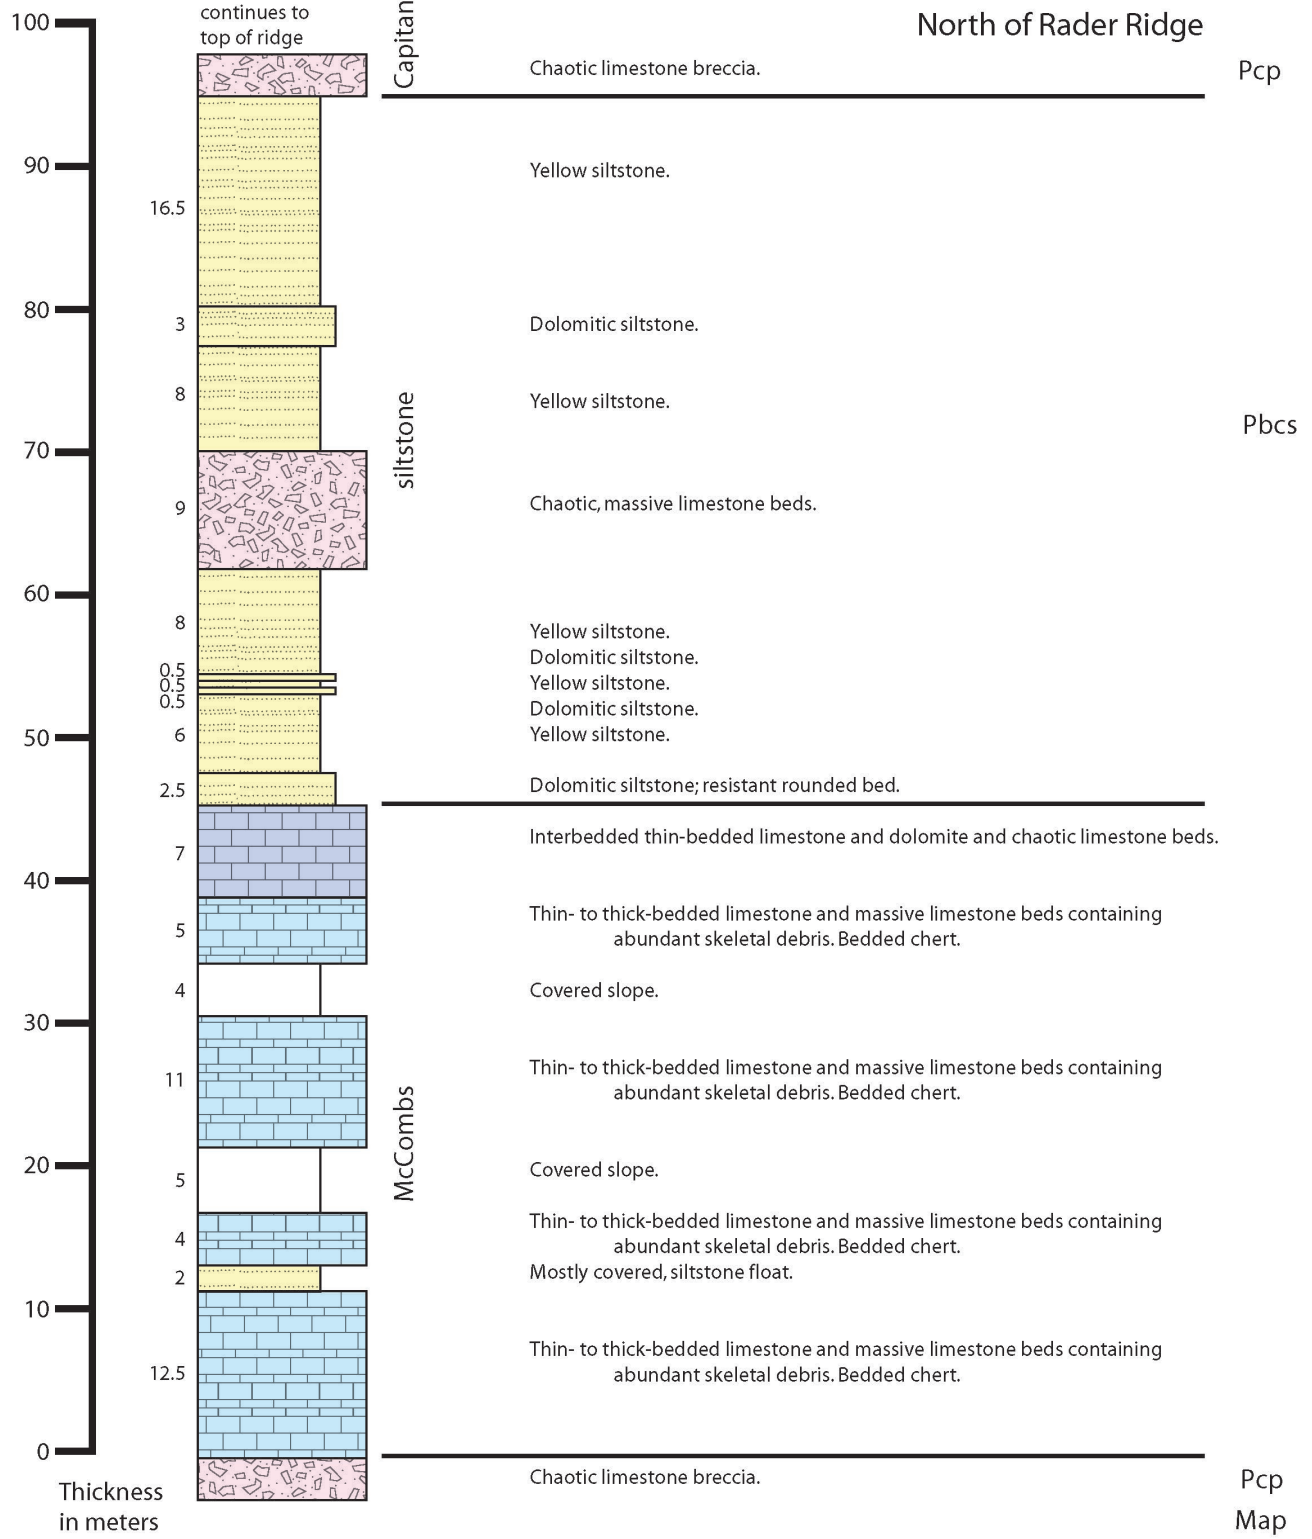 continues to
top of ridge
North of Rader Ridge
100
Capitan
Chaotic limestone breccia.
Pcp
90
Yellow siltstone.
16.5
80
3
Dolomitic siltstone.
8
Yellow siltstone.
siltstone
Pbcs
70
9
Chaotic, massive limestone beds.
60
8
Yellow siltstone.
0.5
Dolomitic siltstone.
0.5
Yellow siltstone.
0.5
Dolomitic siltstone.
50
6
Yellow siltstone.
2.5
Dolomitic siltstone; resistant rounded bed.
7
Interbedded thin-bedded limestone and dolomite and chaotic limestone beds.
40
5
Thin- to thick-bedded limestone and massive limestone beds containing
abundant skeletal debris. Bedded chert.
4
Covered slope.
30
11
Thin- to thick-bedded limestone and massive limestone beds containing
abundant skeletal debris. Bedded chert.
McCombs
20
5
Covered slope.
4
Thin- to thick-bedded limestone and massive limestone beds containing
abundant skeletal debris. Bedded chert.
2
Mostly covered, siltstone float.
10
12.5
Thin- to thick-bedded limestone and massive limestone beds containing
abundant skeletal debris. Bedded chert.
0
Chaotic limestone breccia.
Pcp
Thickness
in meters
Map